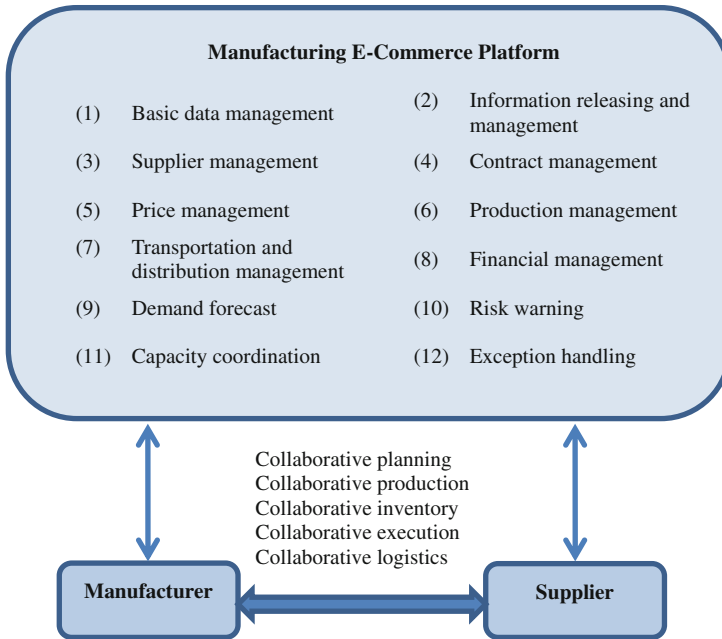 Manufacturing E-Commerce Platform
(1) Basic data management
(2) Information releasing and
management
(3) Supplier management
(4) Contract management
(5) Price management
(6) Production management
(7) Transportation and
distribution management
(8) Financial management
(9) Demand forecast
(10) Risk warning
(11) Capacity coordination
(12) Exception handling
Collaborative planning
Collaborative production
Collaborative inventory
Collaborative execution
Collaborative logistics
Manufacturer
Supplier